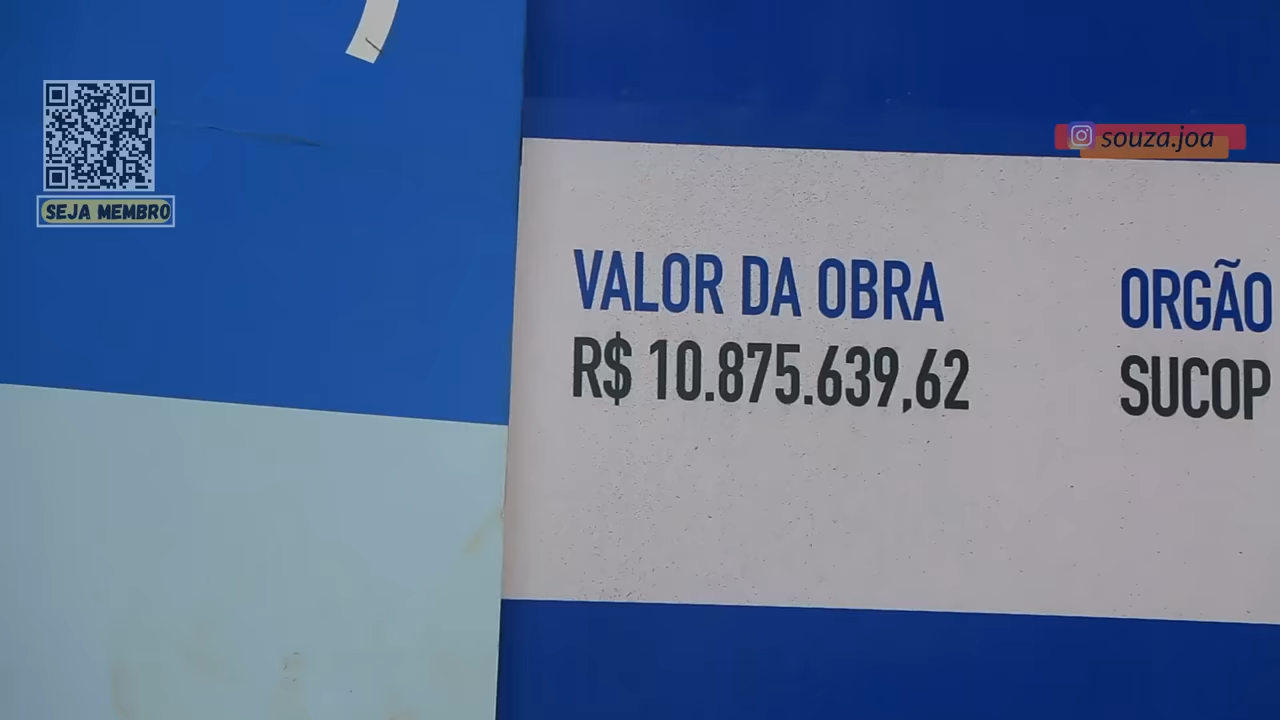 SEJA MEMBRO
souza.joa
VALOR DA OBRA
R$ 10.875.639,62
ORGÃO
SUCOP